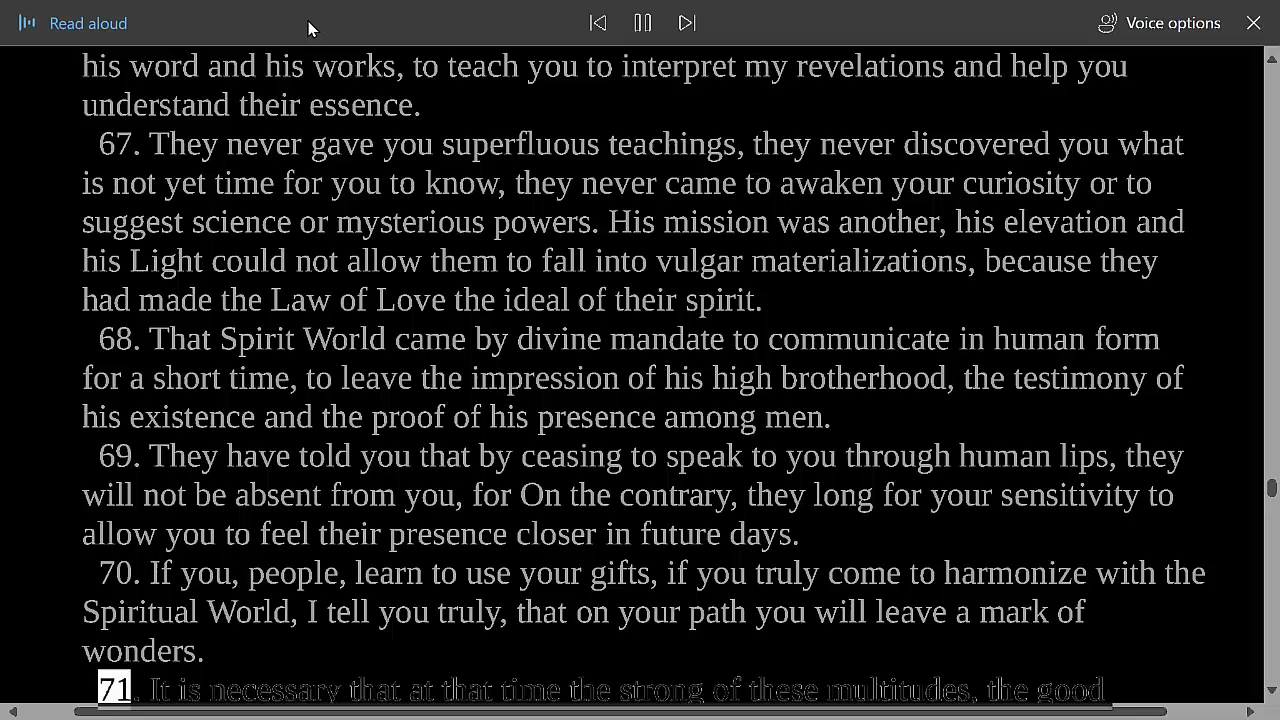 Read aloud
Voice options
his word and his works, to teach you to interpret my revelations and help you
understand their essence.
67. They never gave you superfluous teachings, they never discovered you what
is not yet time for you to know, they never came to awaken your curiosity or to
suggest science or mysterious powers. His mission was another, his elevation and
his Light could not allow them to fall into vulgar materializations, because they
had made the Law of Love the ideal of their spirit.
68. That Spirit World came by divine mandate to communicate in human form
for a short time, to leave the impression of his high brotherhood, the testimony of
his existence and the proof of his presence among men.
69. They have told you that by ceasing to speak to you through human lips, they
will not be absent from you, for On the contrary, they long for your sensitivity to
allow you to feel their presence closer in future days.
70. If you, people, learn to use your gifts, if you truly come to harmonize with the
Spiritual World, I tell you truly, that on your path you will leave a mark of
wonders.
71. It is necessary that at that time the strong of these multitudes, the good